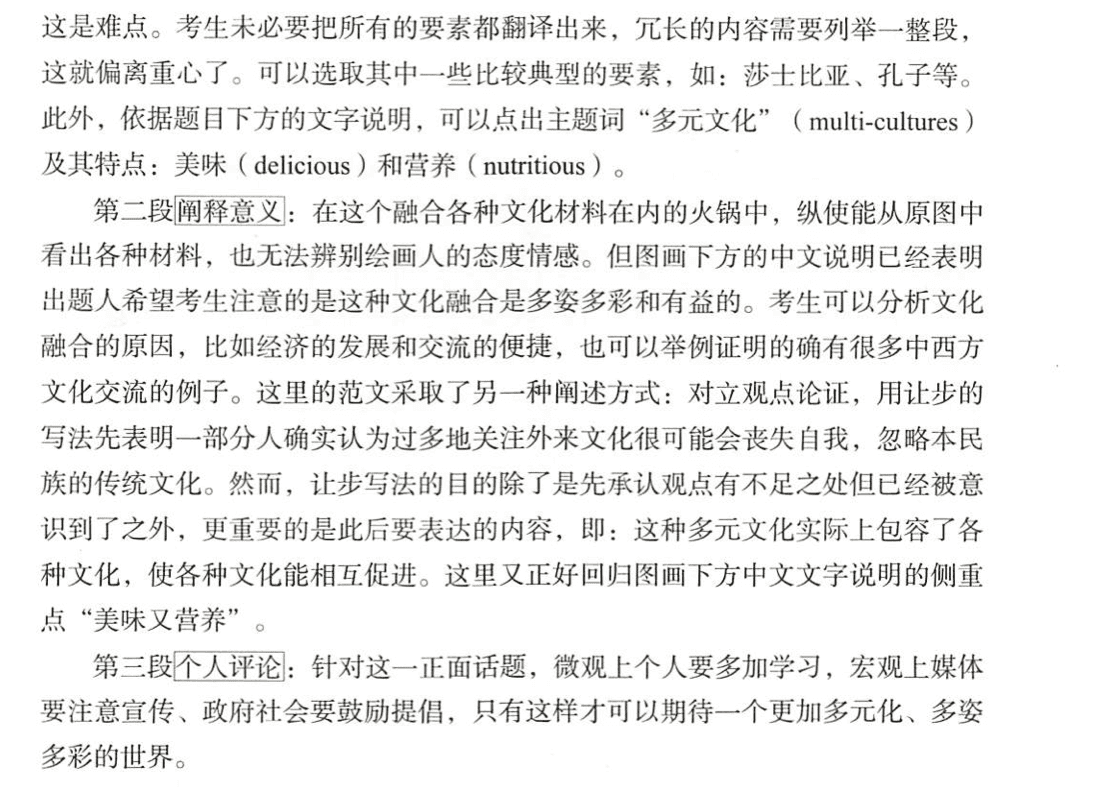 这是难点。考生未必要把所有的要素都翻译出来，冗长的内容需要列举一整段，
这就偏离重心了。可以选取其中一些比较典型的要素，如：莎士比亚、孔子等。
此外，依据题目下方的文字说明，可以点出主题词“多元文化”（multi-cultures）
及其特点：美味（delicious）和营养（nutritious）。
第二段阐释意义：在这个融合各种文化材料在内的火锅中，纵使能从原图中
看出各种材料，也无法辨别绘画人的态度情感。但图画下方的中文说明已经表明
出题人希望考生注意的是这种文化融合是多姿多彩和有益的。考生可以分析文化
融合的原因，比如经济的发展和交流的便捷，也可以举例证明的确有很多中西方
文化交流的例子。这里的范文采取了另一种阐述方式：对立观点论证，用让步的
写法先表明一部分人确实认为过多地关注外来文化很可能会丧失自我，忽略本民
族的传统文化。然而，让步写法的目的除了是先承认观点有不足之处但已经被意
识到了之外，更重要的是此后要表达的内容，即：这种多元文化实际上包容了各
种文化，使各种文化能相互促进。这里又正好回归图画下方中文文字说明的侧重
点“美味又营养”。
第三段个人评论：针对这一正面话题，微观上个人要多加学习，宏观上媒体
要注意宣传、政府社会要鼓励提倡，只有这样才可以期待一个更加多元化、多姿
多彩的世界。